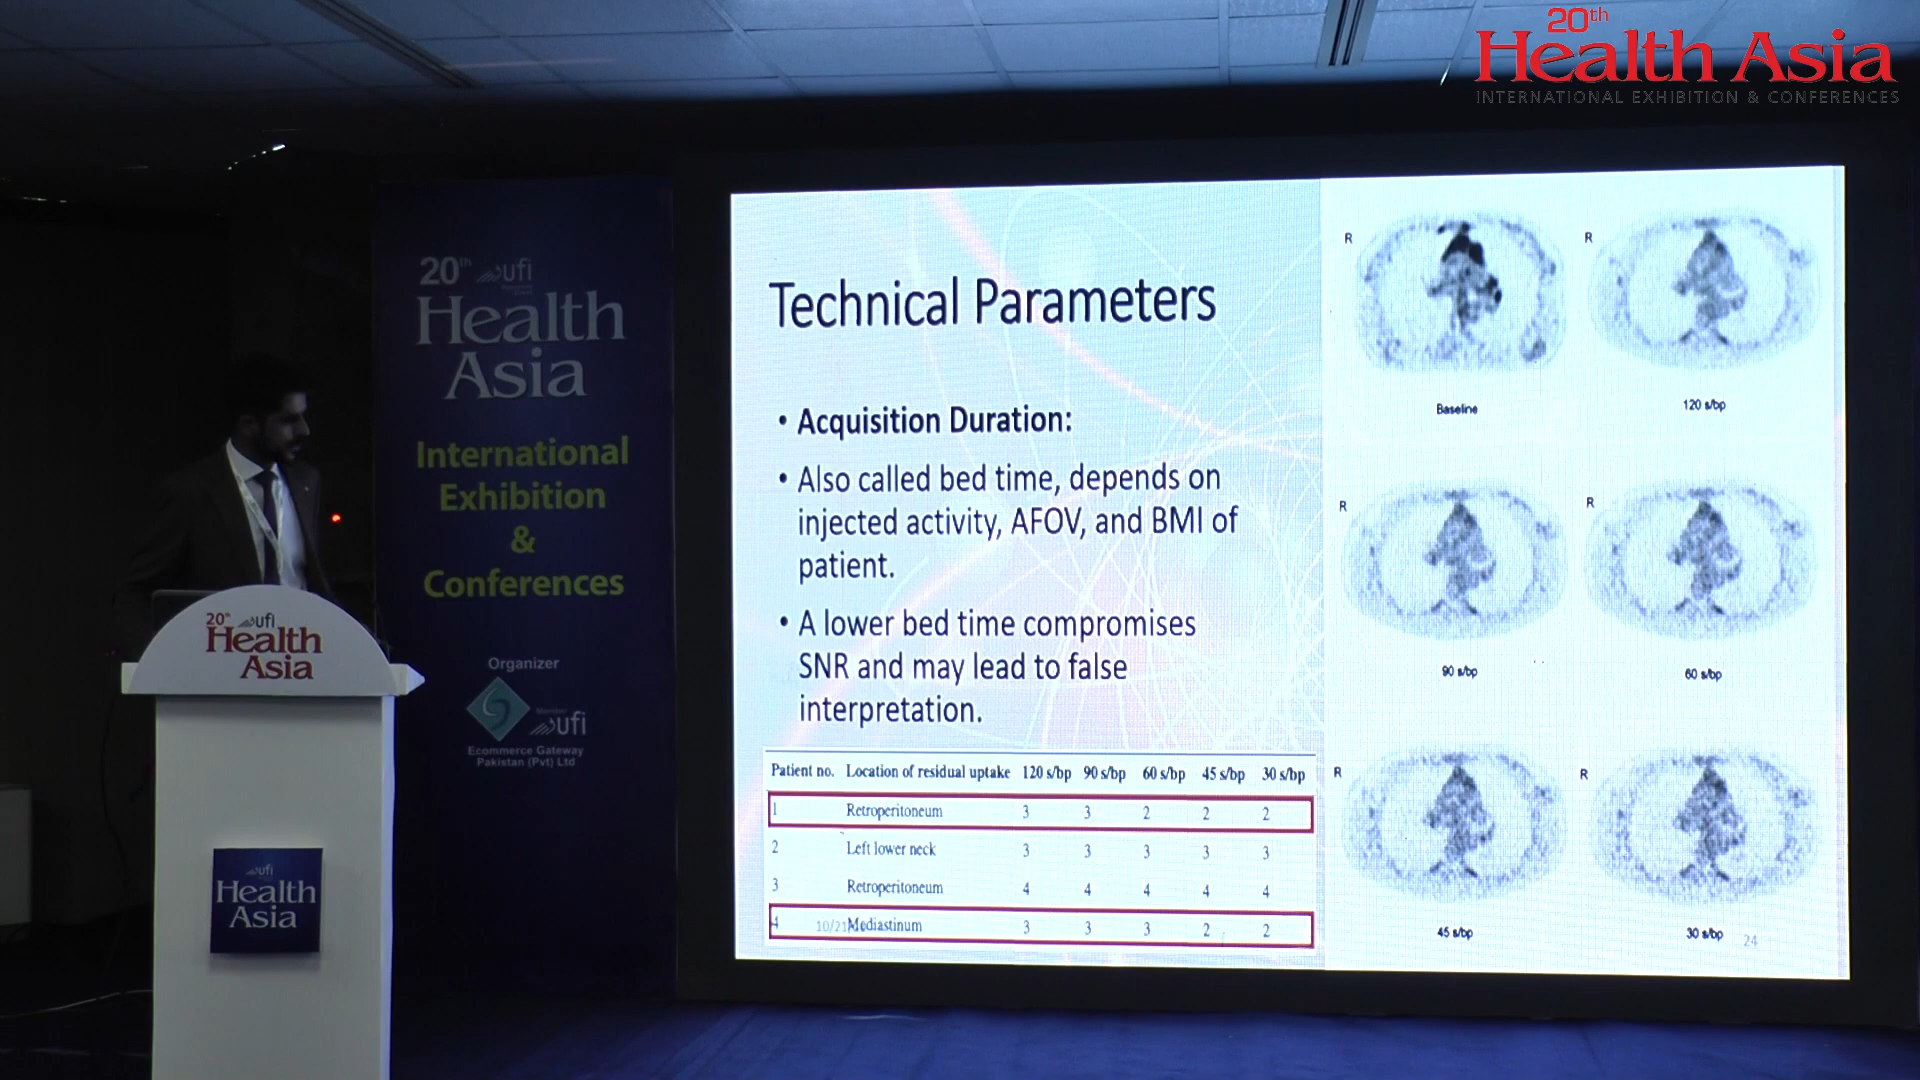 20th
Health Asia
INTERNATIONAL EXHIBITION & CONFERENCES
20th ufi
Health
Asia
International
Exhibition
&
Conferences
Organizer
ufi
Ecommerce Gateway
Pakistan (Pvt) Ltd
20th ufi
Health
Asia
ufi
Health
Asia
Technical Parameters
• Acquisition Duration:
• Also called bed time, depends on
injected activity, AFOV, and BMI of
patient.
• A lower bed time compromises
SNR and may lead to false
interpretation.
Patient no. Location of residual uptake 120 s/bp 90 s/bp 60 s/bp 45 s/bp 30 s/bp
1 Retroperitoneum 3 3 2 2 2
2 Left lower neck 3 3 3 3 3
3 Retroperitoneum 4 4 4 4 4
4 10/21 Mediastinum 3 3 3 2 2
R R
Baseline 120 s/bp
R R
90 s/bp 60 s/bp
R R
45 s/bp 30 s/bp
24